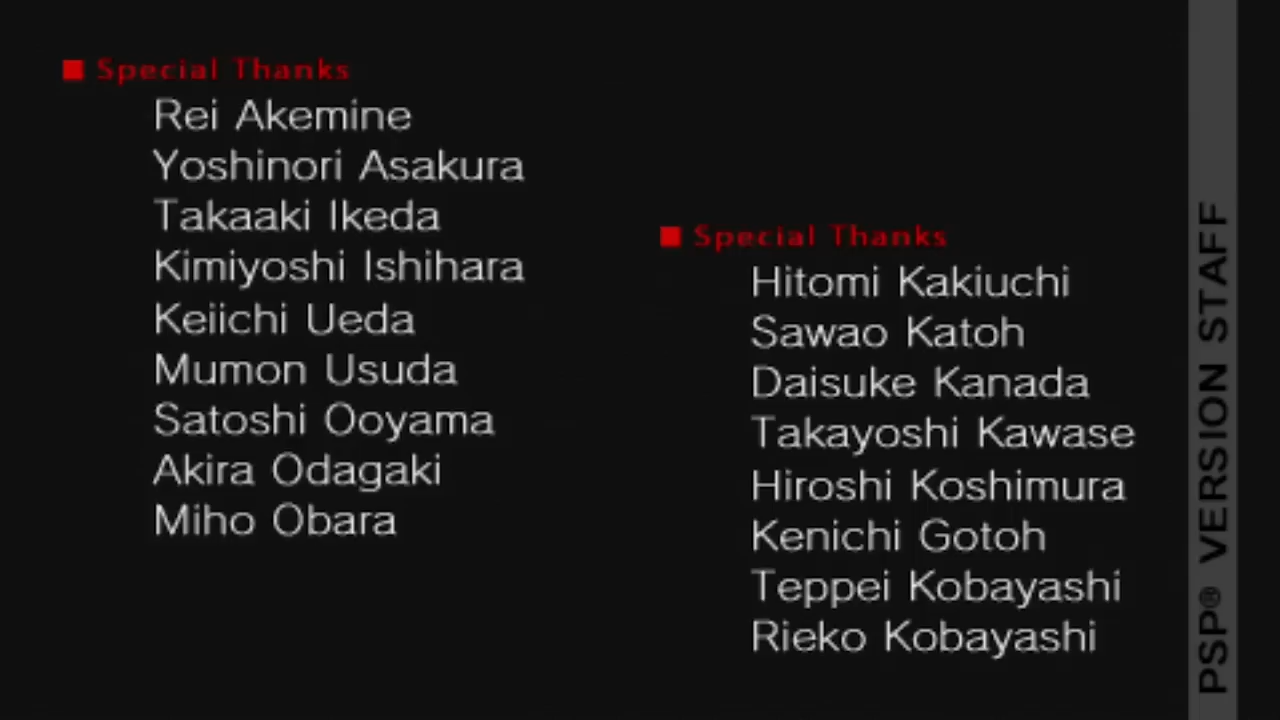 Special Thanks
Rei Akemine
Yoshinori Asakura
Takaaki Ikeda
Kimiyoshi Ishihara
Keiichi Ueda
Mumon Usuda
Satoshi Ooyama
Akira Odagaki
Miho Obara
Special Thanks
Hitomi Kakiuchi
Sawao Katoh
Daisuke Kanada
Takayoshi Kawase
Hiroshi Koshimura
Kenichi Gotoh
Teppei Kobayashi
Rieko Kobayashi
PSP® VERSION STAFF